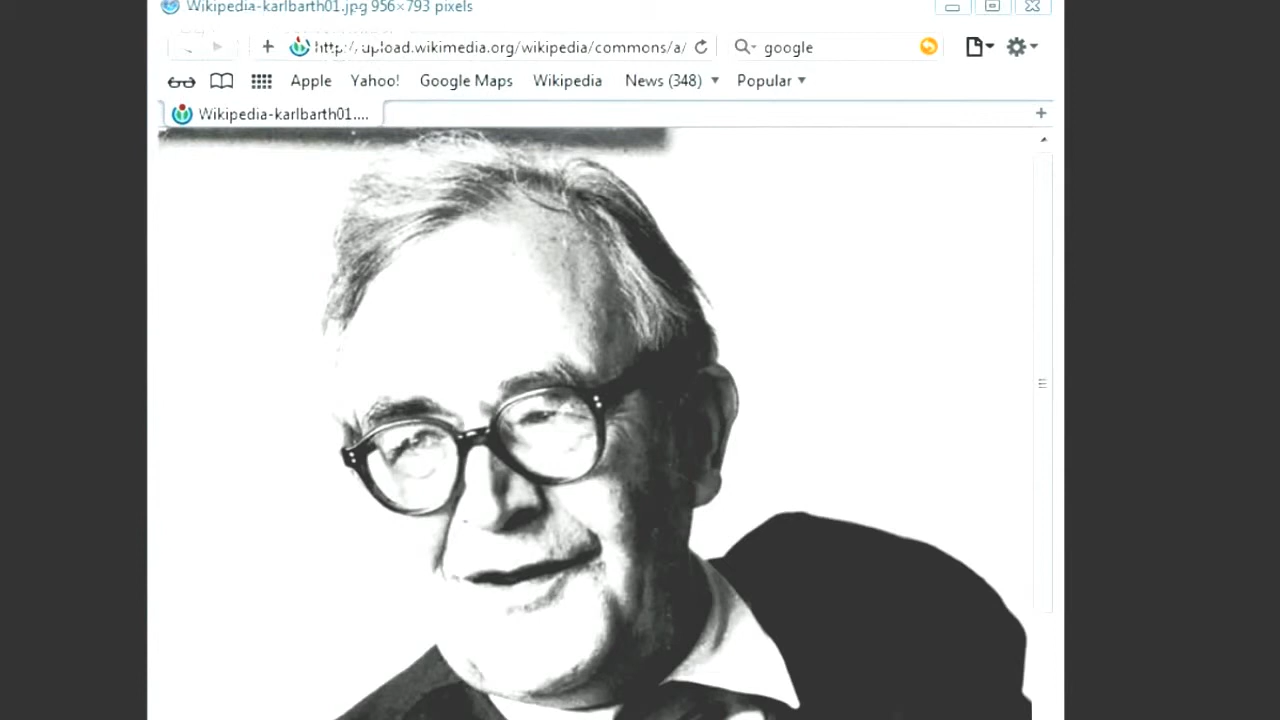 Wikipedia-karlbarth01.jpg 956×793 pixels
http://upload.wikimedia.org/wikipedia/commons/a/
google
Apple Yahoo! Google Maps Wikipedia News (348) Popular
Wikipedia-karlbarth01....